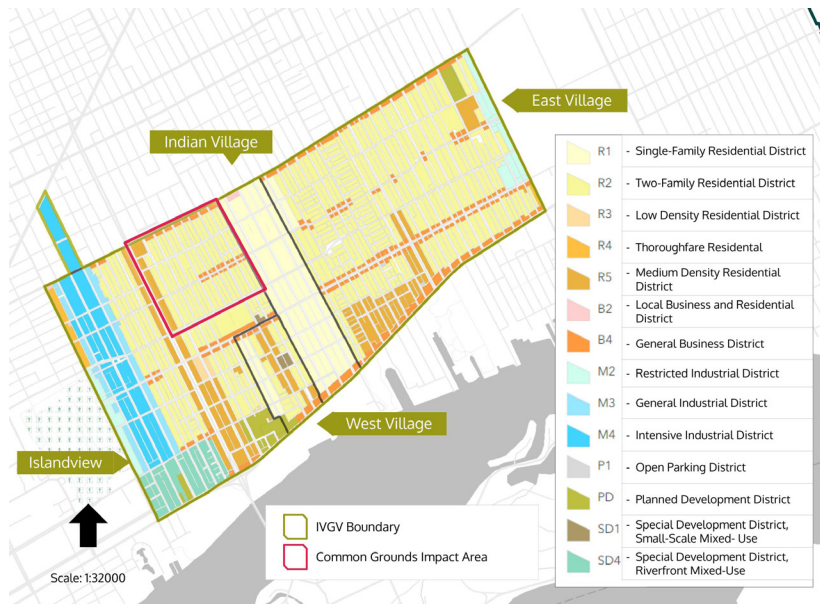 East Village
Indian Village
R1 - Single-Family Residential District
R2 - Two-Family Residential District
R3 - Low Density Residential District
R4 - Thoroughfare Residental
R5 - Medium Density Residential
District
B2 - Local Business and Residential
District
B4 - General Business District
M2 - Restricted Industrial District
M3 - General Industrial District
M4 - Intensive Industrial District
P1 - Open Parking District
PD - Planned Development District
SD1 - Special Development District,
Small-Scale Mixed- Use
SD4 - Special Development District,
Riverfront Mixed-Use
West Village
Islandview
IVGV Boundary
Common Grounds Impact Area
Scale: 1:32000